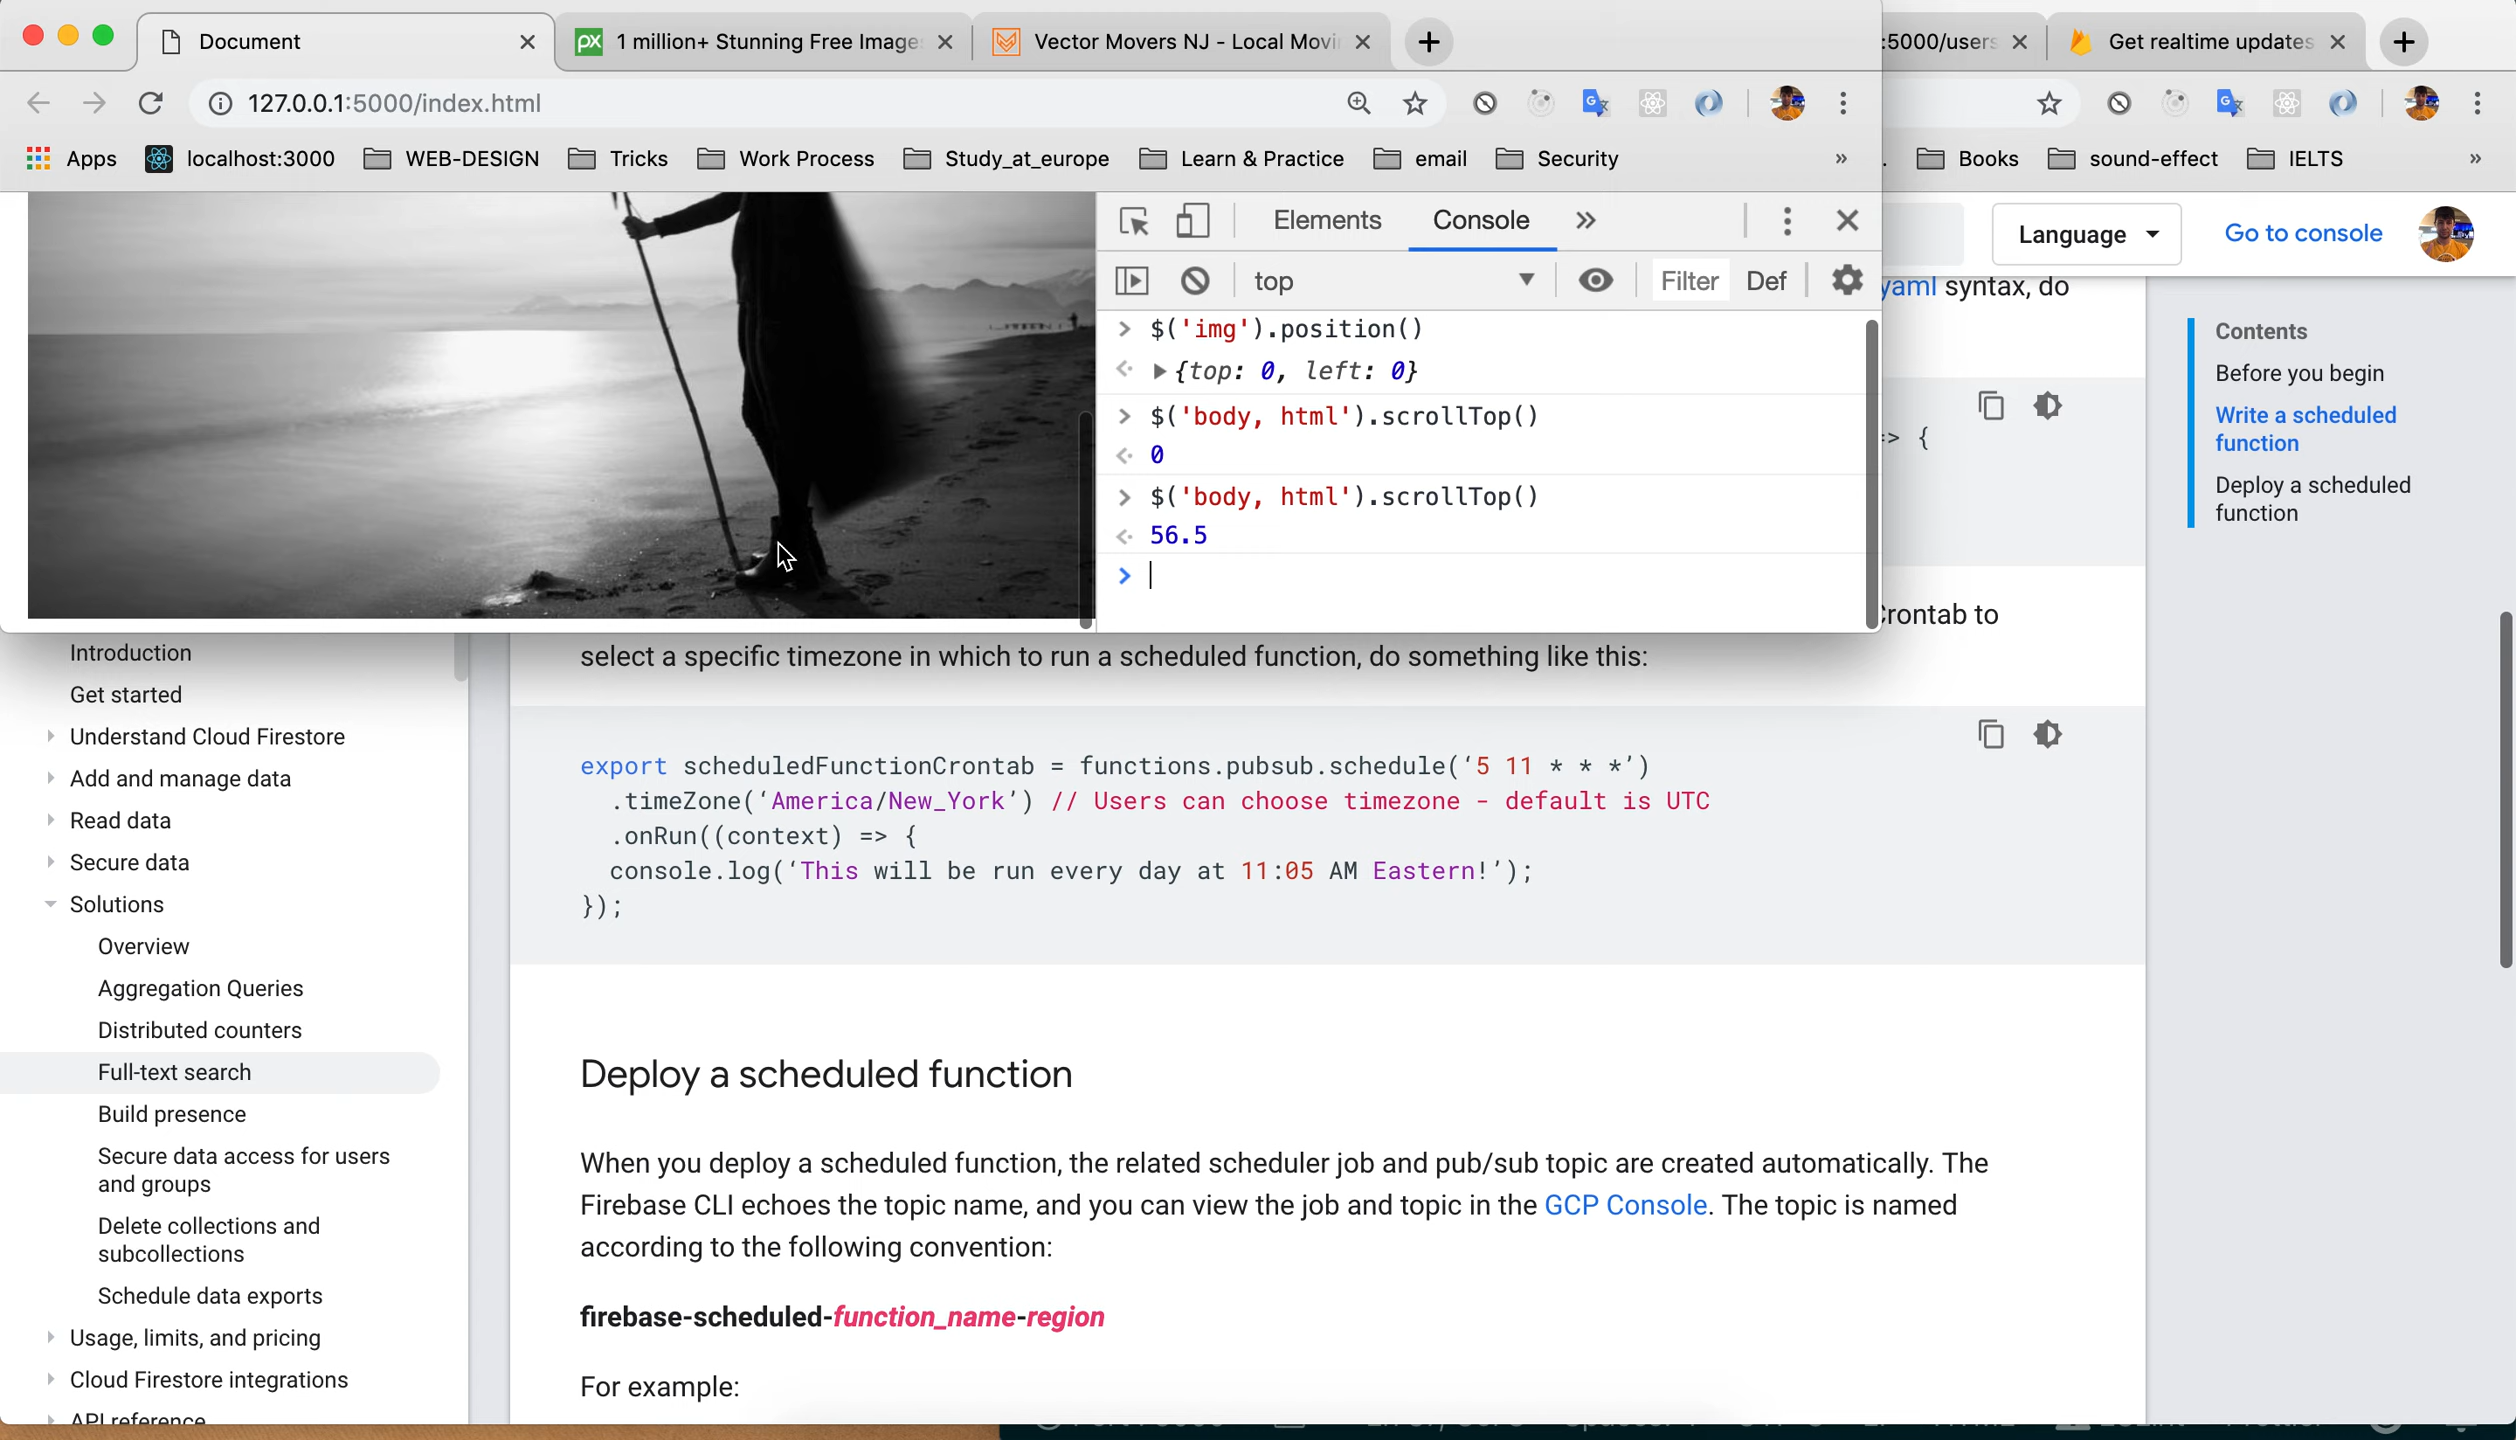 Document
1 million+ Stunning Free Image
Vector Movers NJ - Local Movi
:5000/users
Get realtime updates
127.0.0.1:5000/index.html
Apps
localhost:3000
WEB-DESIGN
Tricks
Work Process
Study_at_europe
Learn & Practice
email
Security
»
Books
sound-effect
IELTS
»
Elements
Console
»
top
Filter
Def
> $('img').position()
{top: 0, left: 0}
> $('body, html').scrollTop()
0
> $('body, html').scrollTop()
56.5
>
Language
Go to console
yaml syntax, do
=> {
Contents
Before you begin
Write a scheduled
function
Deploy a scheduled
function
Crontab to
select a specific timezone in which to run a scheduled function, do something like this:
export scheduledFunctionCrontab = functions.pubsub.schedule(‘5 11 * * *’)
.timeZone(‘America/New_York’) // Users can choose timezone - default is UTC
.onRun((context) => {
console.log(‘This will be run every day at 11:05 AM Eastern!’);
});
Deploy a scheduled function
When you deploy a scheduled function, the related scheduler job and pub/sub topic are created automatically. The
Firebase CLI echoes the topic name, and you can view the job and topic in the GCP Console. The topic is named
according to the following convention:
firebase-scheduled-function_name-region
For example:
Introduction
Get started
Understand Cloud Firestore
Add and manage data
Read data
Secure data
Solutions
Overview
Aggregation Queries
Distributed counters
Full-text search
Build presence
Secure data access for users
and groups
Delete collections and
subcollections
Schedule data exports
Usage, limits, and pricing
Cloud Firestore integrations
API reference